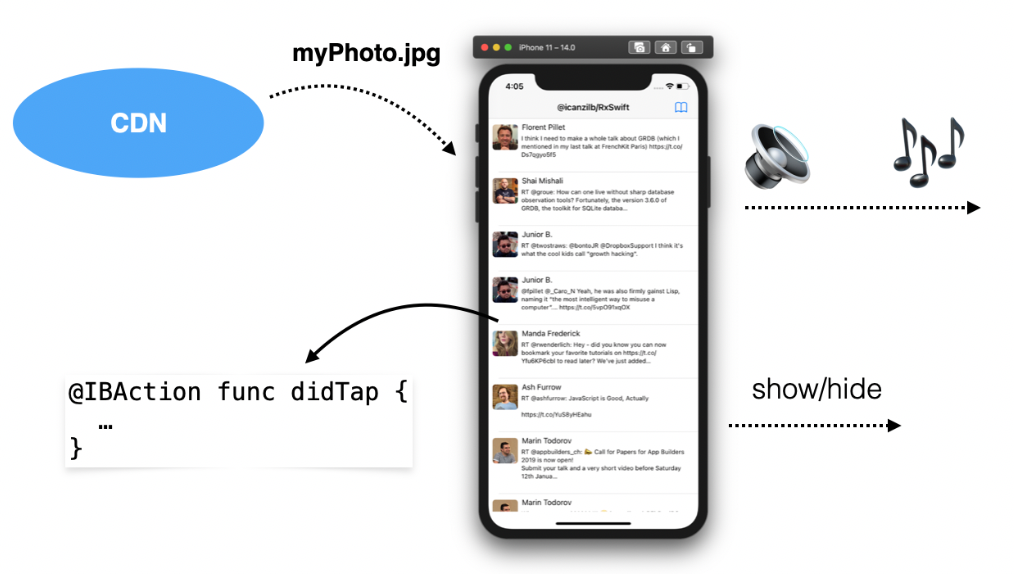 myPhoto.jpg
CDN
iPhone 11 – 14.0
4:05
@icanzilb/RxSwift
Florent Pillet
I think I need to make a whole talk about GRDB (which I
mentioned in my last talk at FrenchKit Paris) https://t.co/
Ds7qgyo5f5
Shai Mishali
RT @groue: How can one live without sharp database
observation tools? Fortunately, the version 3.6.0 of
GRDB, the toolkit for SQLite databa...
Junior B.
RT @twostraws: @bontoJR @DropboxSupport I think it's
what the cool kids call "growth hacking".
Junior B.
@fpillet @_Caro_N Yeah, he was also firmly gainst Lisp,
naming it "the most intelligent way to misuse a
computer".... https://t.co/5vpO91xqOX
Manda Frederick
RT @rwenderlich: Hey - did you know you can now
bookmark your favorite tutorials on https://t.co/
Yfu6KP6cbI to read later? We've just added...
Ash Furrow
RT @ashfurrow: JavaScript is Good, Actually
https://t.co/YuS8yHEahu
Marin Todorov
RT @appbuilders_ch: Call for Papers for App Builders
2019 is now open!
Submit your talk and a very short video before Saturday
12th Janua...
Marin Todorov
@IBAction func didTap {
…
}
show/hide